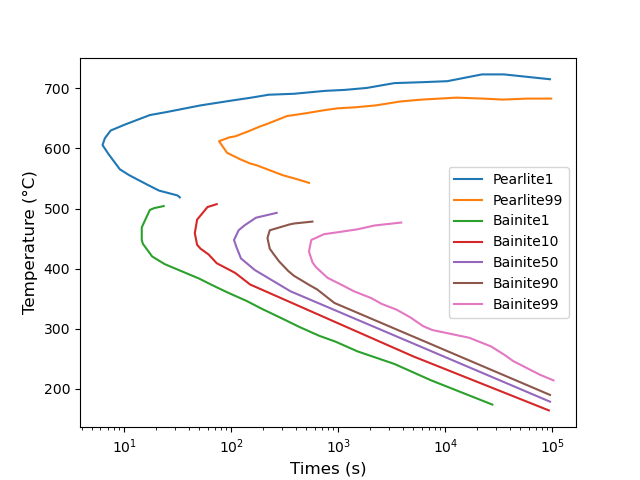 700
600
500
400
300
200
Temperature (°C)
Pearlite1
Pearlite99
Bainite1
Bainite10
Bainite50
Bainite90
Bainite99
10¹ 10² 10³ 10⁴ 10⁵
Times (s)